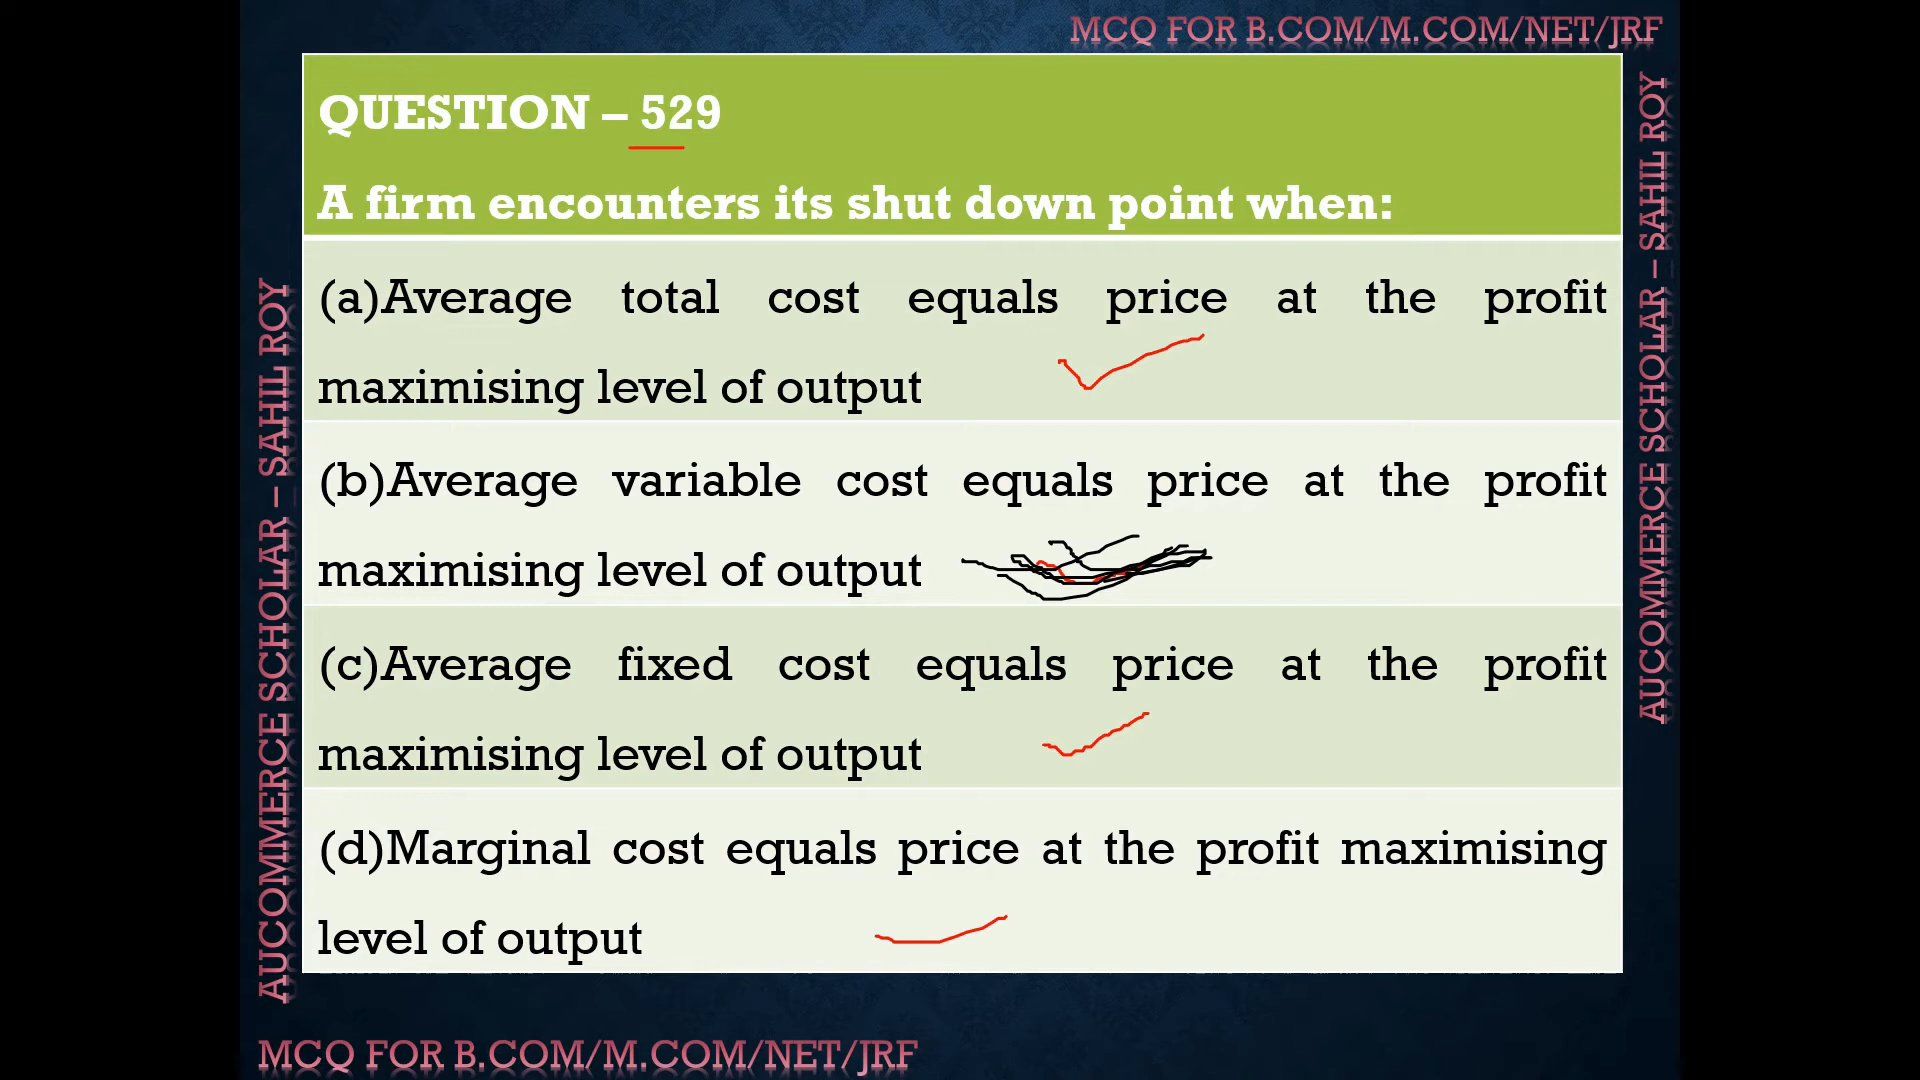 MCQ FOR B.COM/M.COM/NET/JRF
QUESTION – 529
A firm encounters its shut down point when:
(a)Average total cost equals price at the profit
maximising level of output
(b)Average variable cost equals price at the profit
maximising level of output
(c)Average fixed cost equals price at the profit
maximising level of output
(d)Marginal cost equals price at the profit maximising
level of output
AUCOMMERCE SCHOLAR – SAHIL ROY
AUCOMMERCE SCHOLAR – SAHIL ROY
MCQ FOR B.COM/M.COM/NET/JRF